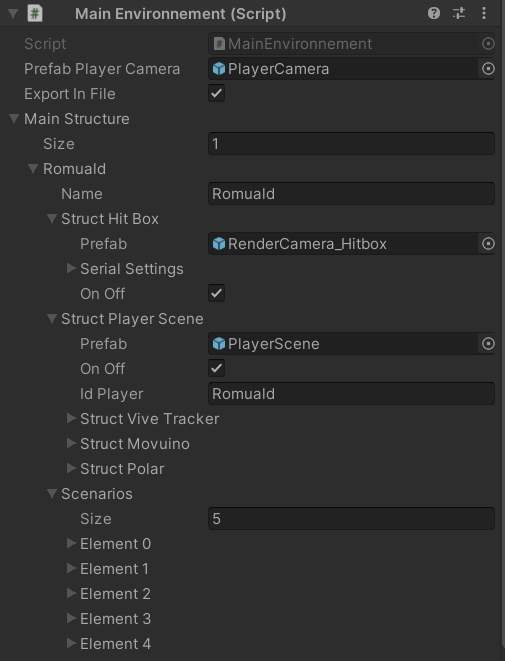 Main Environnement (Script)
Script MainEnvironnement
Prefab Player Camera PlayerCamera
Export In File
Main Structure
Size 1
Romuald
Name Romuald
Struct Hit Box
Prefab RenderCamera_Hitbox
Serial Settings
On Off
Struct Player Scene
Prefab PlayerScene
On Off
Id Player Romuald
Struct Vive Tracker
Struct Movuino
Struct Polar
Scenarios
Size 5
Element 0
Element 1
Element 2
Element 3
Element 4